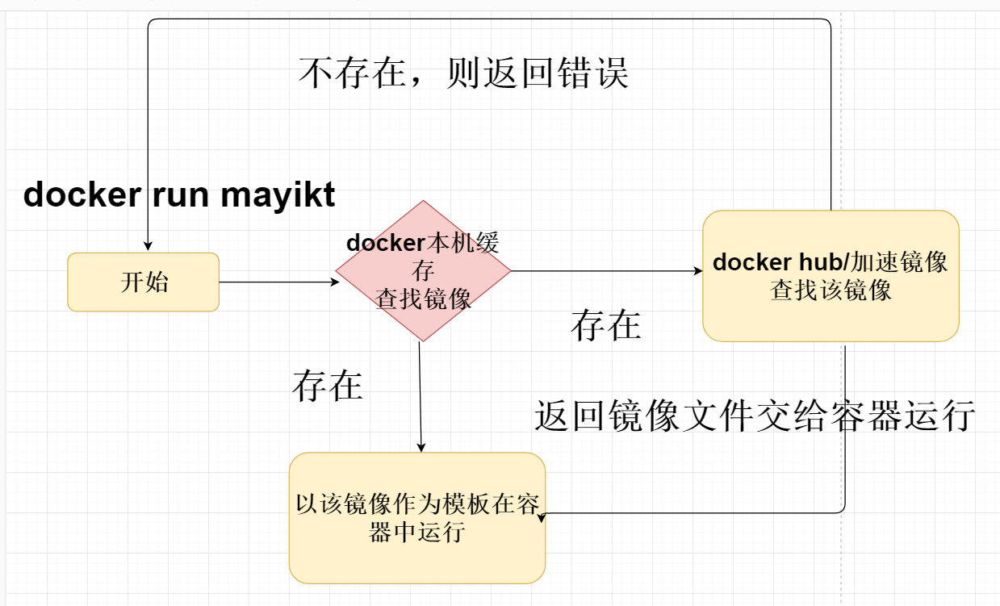 不存在，则返回错误
docker run mayikt
开始
docker本机缓
存
查找镜像
docker hub/加速镜像
查找该镜像
存在
存在
返回镜像文件交给容器运行
以该镜像作为模板在容
器中运行